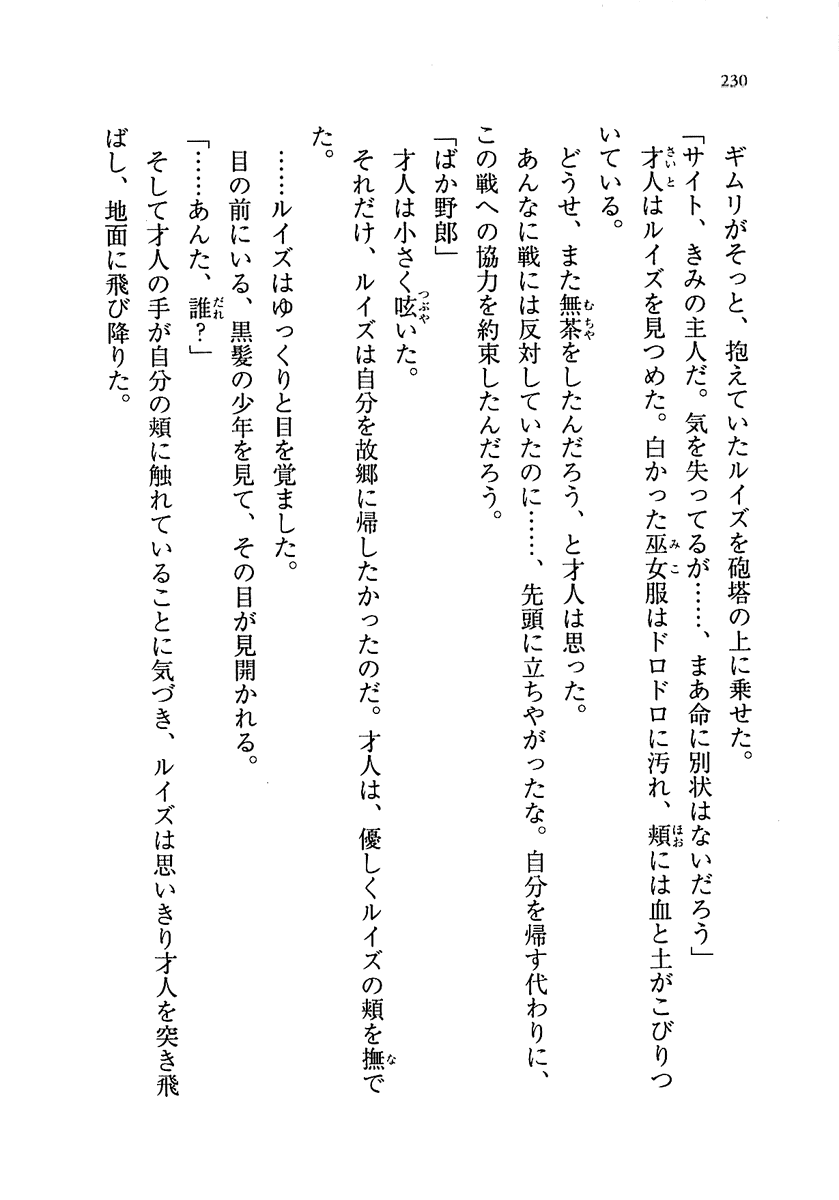 230
ギムリがそっと、抱えていたルイズを砲塔の上に乗せた。
「サイト、きみの主人だ。気を失ってるが……、まあ命に別状はないだろう」
才人はルイズを見つめた。白かった巫女服はドロドロに汚れ、頬には血と土がこびりつ
いている。
どうせ、また無茶をしたんだろう、と才人は思った。
あんなに戦には反対していたのに……、先頭に立ちやがったな。自分を帰す代わりに、
この戦への協力を約束したんだろう。
「ばか野郎」
才人は小さく呟いた。
それだけ、ルイズは自分を故郷に帰したかったのだ。才人は、優しくルイズの頬を撫で
た。
……ルイズはゆっくりと目を覚ました。
目の前にいる、黒髪の少年を見て、その目が見開かれる。
「……あんた、誰？」
そして才人の手が自分の頬に触れていることに気づき、ルイズは思いきり才人を突き飛
ばし、地面に飛び降りた。